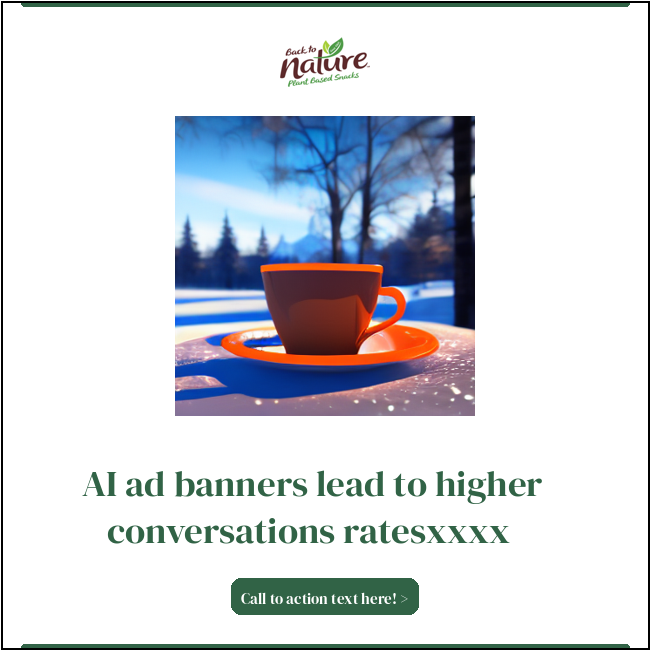 Back to
nature
Plant Based Snacks
AI ad banners lead to higher
conversations ratesxxxx
Call to action text here! >